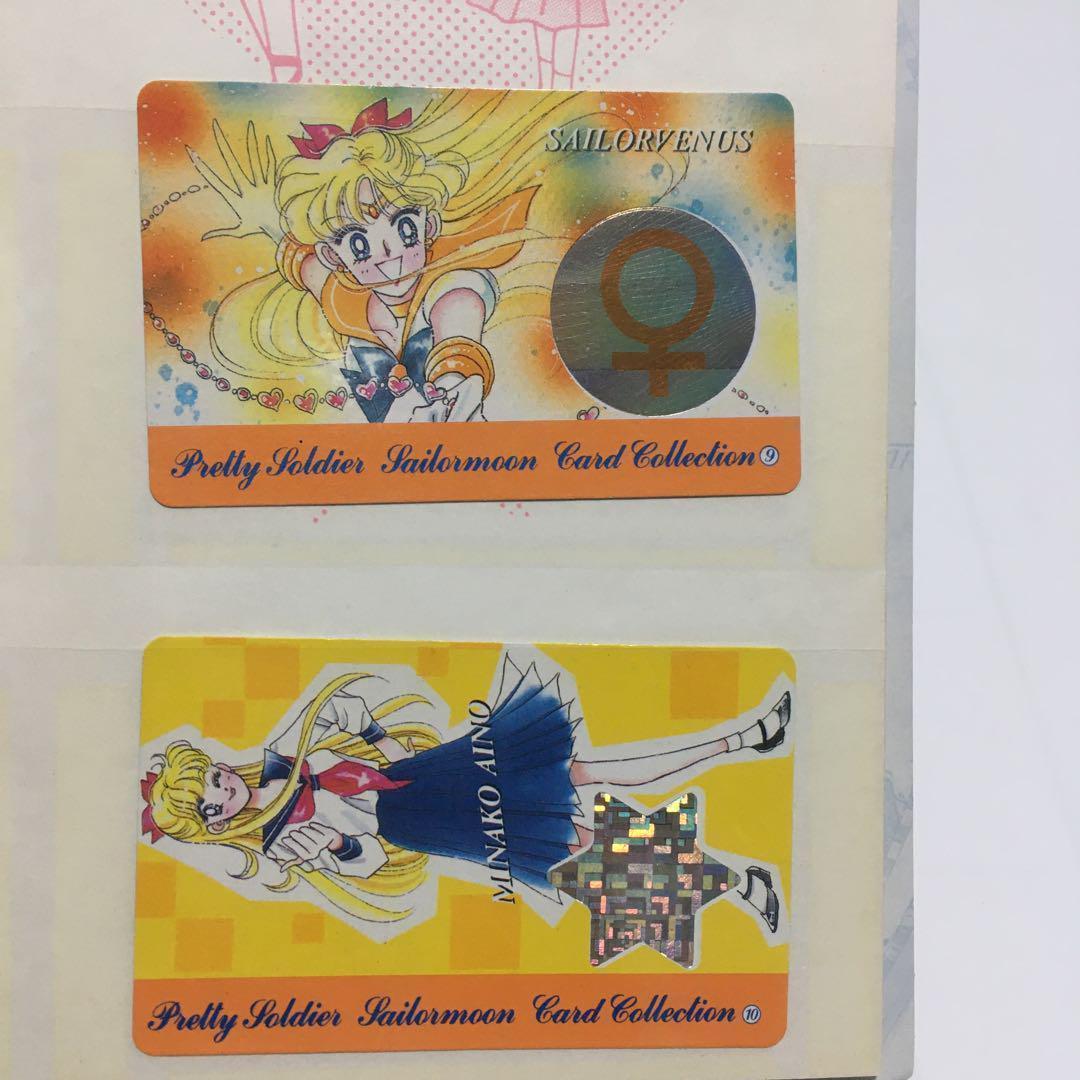 SAILORVENUS
Pretty Soldier Sailormoon Card Collection ⑨
MINAKO AINO
Pretty Soldier Sailormoon Card Collection ⑩